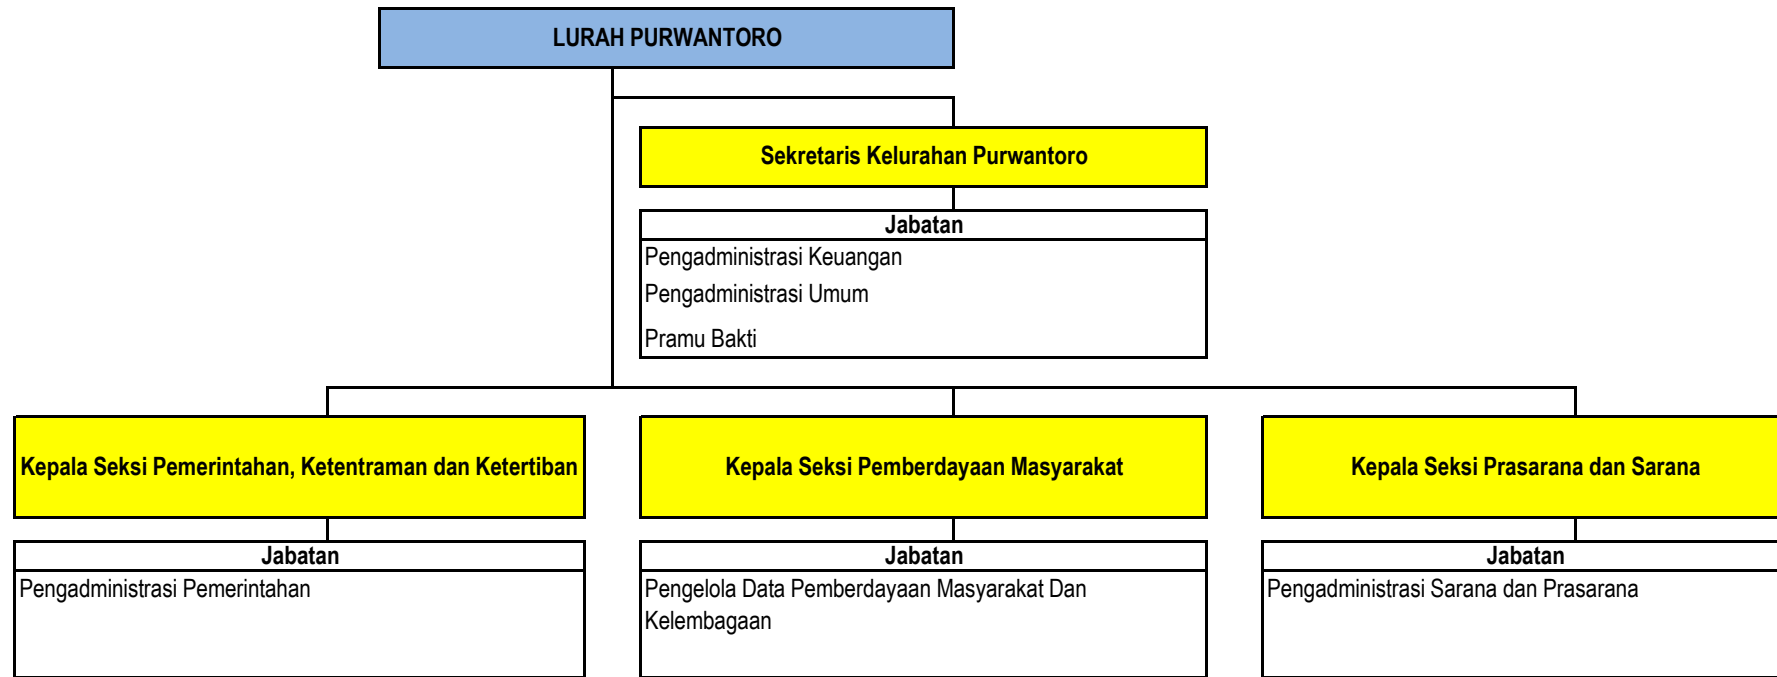 LURAH PURWANTORO
Sekretaris Kelurahan Purwantoro
Jabatan
Pengadministrasi Keuangan
Pengadministrasi Umum
Pramu Bakti
Kepala Seksi Pemerintahan, Ketentraman dan Ketertiban
Jabatan
Pengadministrasi Pemerintahan
Kepala Seksi Pemberdayaan Masyarakat
Jabatan
Pengelola Data Pemberdayaan Masyarakat Dan
Kelembagaan
Kepala Seksi Prasarana dan Sarana
Jabatan
Pengadministrasi Sarana dan Prasarana